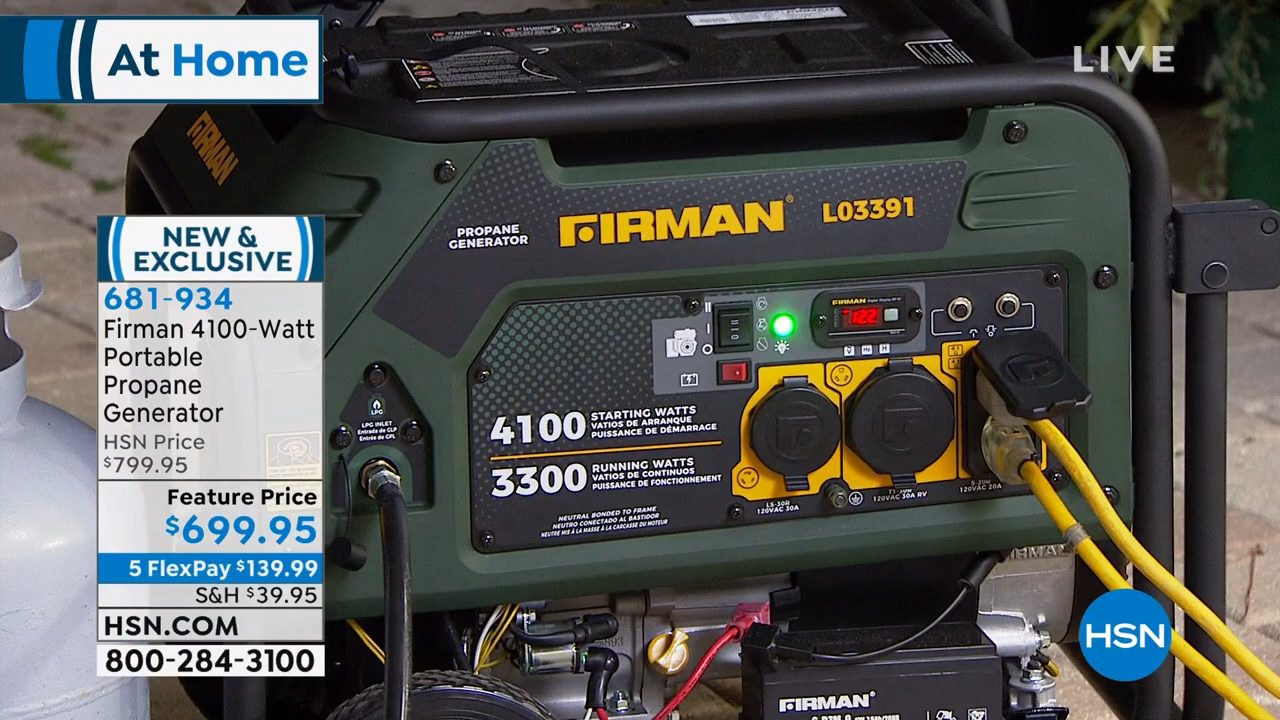 At Home
LIVE
NEW &
EXCLUSIVE
681-934
Firman 4100-Watt
Portable
Propane
Generator
HSN Price
$799.95
Feature Price
$699.95
5 FlexPay $139.99
S&H $39.95
HSN.COM
800-284-3100
HSN
FIRMAN
PROPANE
GENERATOR
FIRMAN®
L03391
FIRMAN
122
V Hz H
II
I
O
LPG
LPG INLET
Entrada de GLP
Entrée de GPL
4100 STARTING WATTS
VATIOS DE ARRANQUE
PUISSANCE DE DÉMARRAGE
3300 RUNNING WATTS
VATIOS DE CONTINUOS
PUISSANCE DE FONCTIONNEMENT
NEUTRAL BONDED TO FRAME
NEUTRO CONECTADO AL BASTIDOR
NEUTRE MIS À LA MASSE À LA CARCASSE DU MOTEUR
L5-30R
120VAC 30A
TT-30R
120VAC 30A RV
5-20R
120VAC 20A
FIRMAN
FIRMAN®